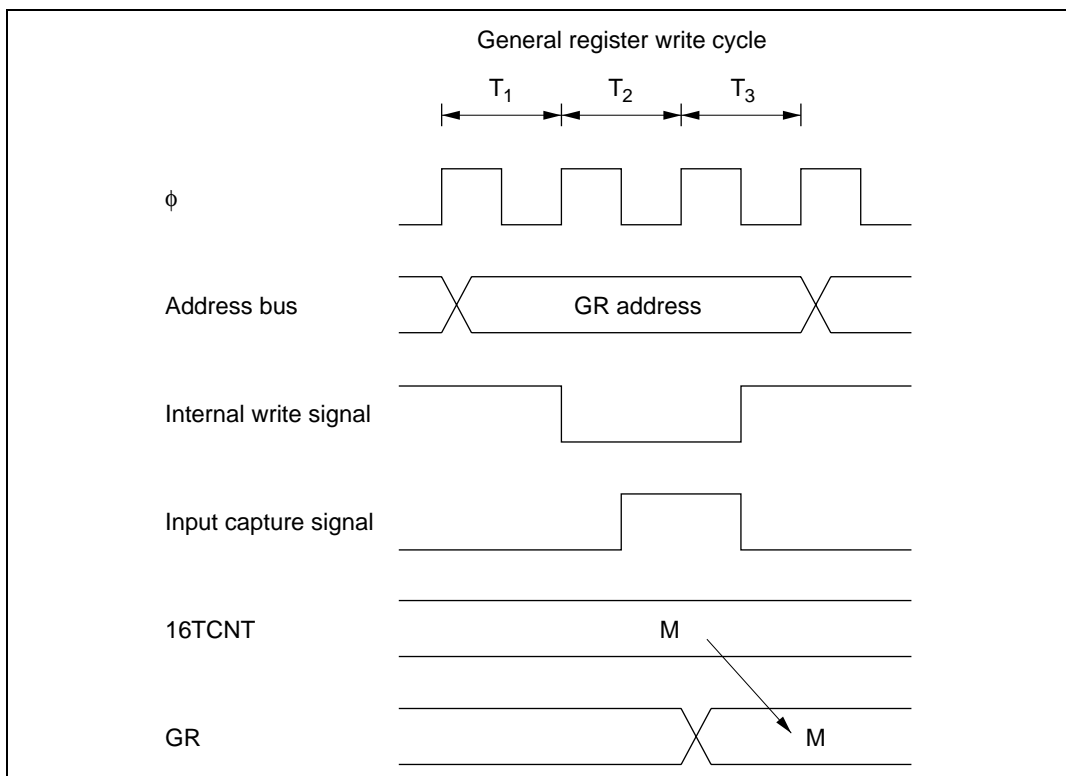 General register write cycle
T1 T2 T3
φ
Address bus GR address
Internal write signal
Input capture signal
16TCNT M
GR M